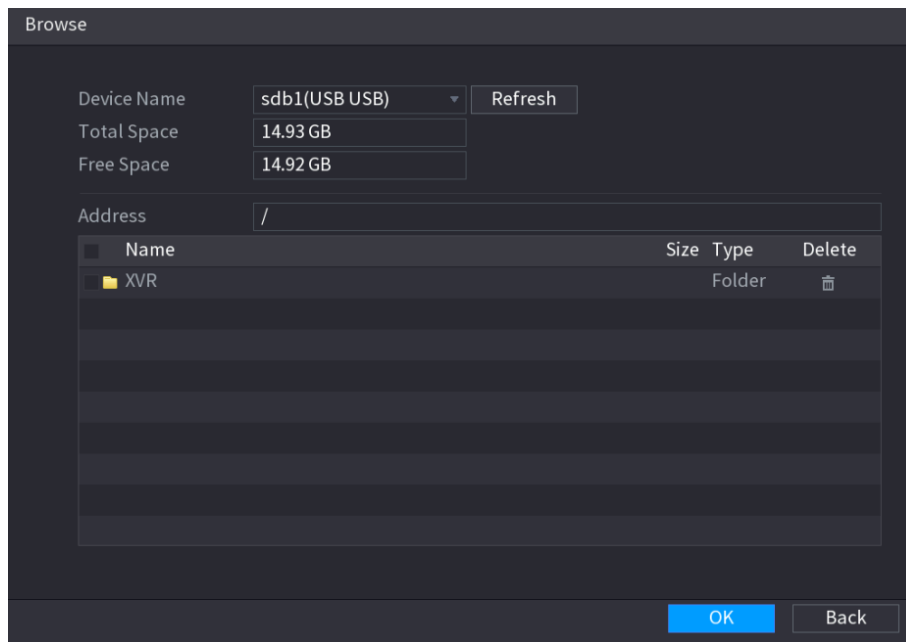 Browse
Device Name sdb1(USB USB) Refresh
Total Space 14.93 GB
Free Space 14.92 GB
Address /
Name Size Type Delete
XVR Folder
OK Back